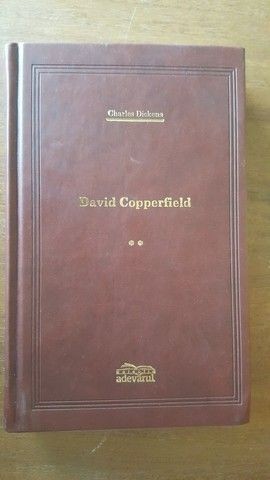 Charles Dickens
David Copperfield
**
adevărul